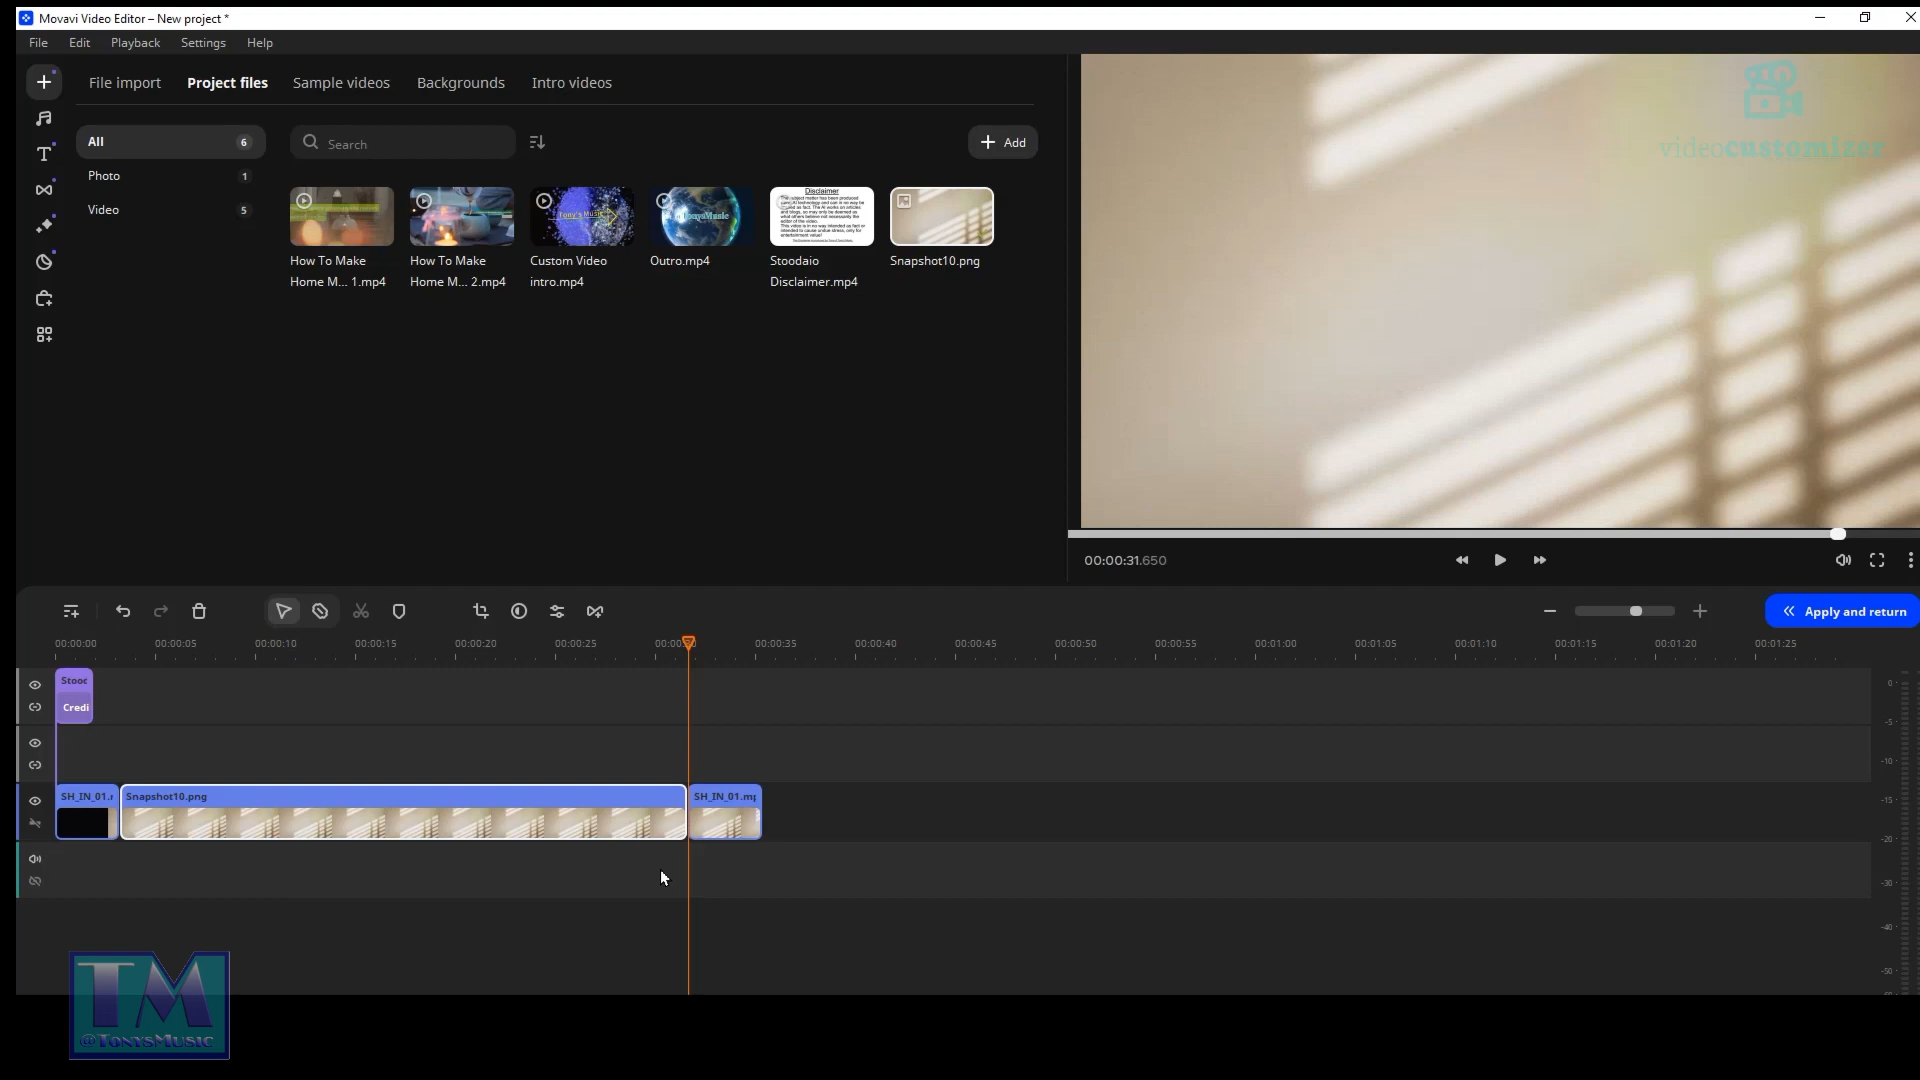 Movavi Video Editor – New project *
File Edit Playback Settings Help
File import Project files Sample videos Backgrounds Intro videos
All 6
Search
Add
Photo 1
Video 5
Tony's Music
TonysMusic
Disclaimer
How To Make
Home M... 1.mp4
How To Make
Home M... 2.mp4
Custom Video
intro.mp4
Outro.mp4
Stoodaio
Disclaimer.mp4
Snapshot10.png
videocustomizer
00:00:31.650
Apply and return
00:00:00 00:00:05 00:00:10 00:00:15 00:00:20 00:00:25 00:00:35 00:00:40 00:00:45 00:00:50 00:00:55 00:01:00 00:01:05 00:01:10 00:01:15 00:01:20 00:01:25
Stooc
Credi
SH_IN_01.
Snapshot10.png
SH_IN_01.mp
0
-5
-10
-15
-20
-30
-40
-50
TM
@TonysMusic